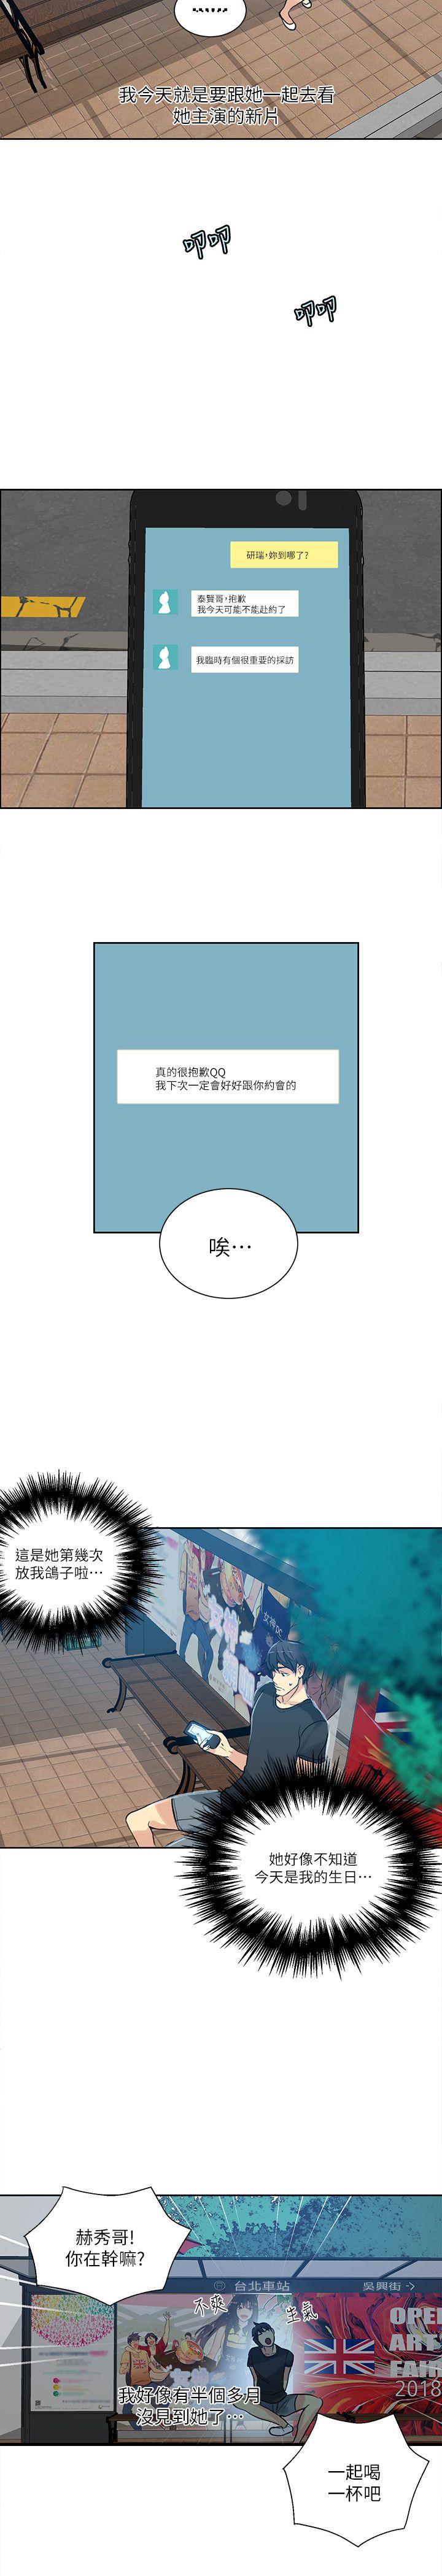 ......
我今天就是要跟她一起去看
她主演的新片
叩叩
叩叩
研瑞，妳到哪了?
泰賢哥，抱歉
我今天可能不能赴約了
我臨時有個很重要的採訪
真的很抱歉QQ
我下次一定會好好跟你約會的
唉…
這是她第幾次
放我鴿子啦…
女神
她好像不知道
今天是我的生日…
赫秀哥!
你在幹嘛?
台北車站
吳興街
不爽
生氣
OPEN
ART
FAIR
2018
我好像有半個多月
沒見到她了…
一起喝
一杯吧